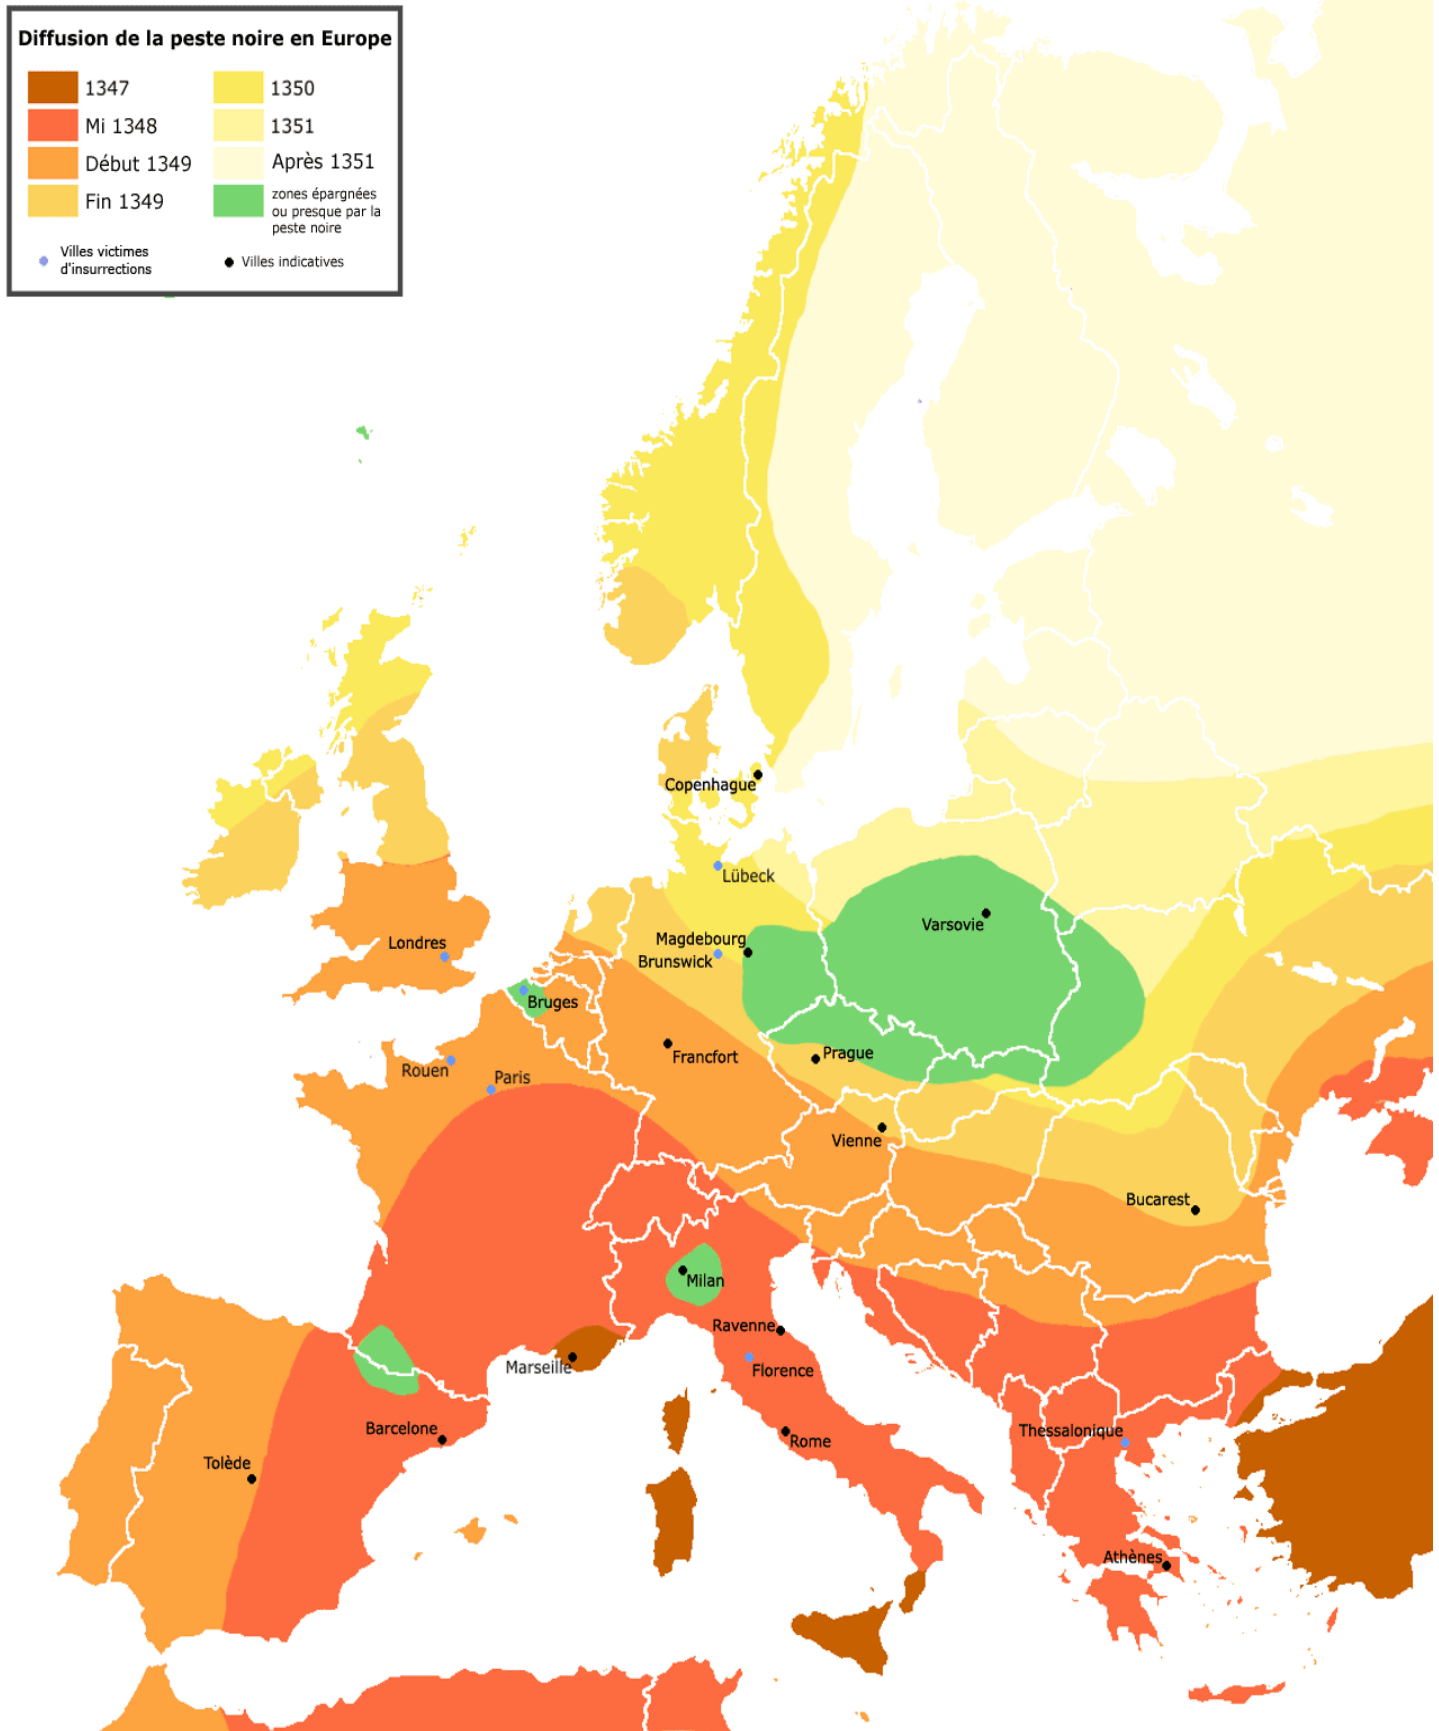 Diffusion de la peste noire en Europe
1347
1350
Mi 1348
1351
Début 1349
Après 1351
Fin 1349
zones épargnées
ou presque par la
peste noire
Villes victimes
d'insurrections
Villes indicatives
Copenhague
Lübeck
Varsovie
Magdebourg
Londres
Brunswick
Bruges
Prague
Francfort
Rouen
Paris
Vienne
Bucarest
Milan
Ravenne
Marseille
Florence
Barcelone
Thessalonique
Rome
Tolède
Athènes